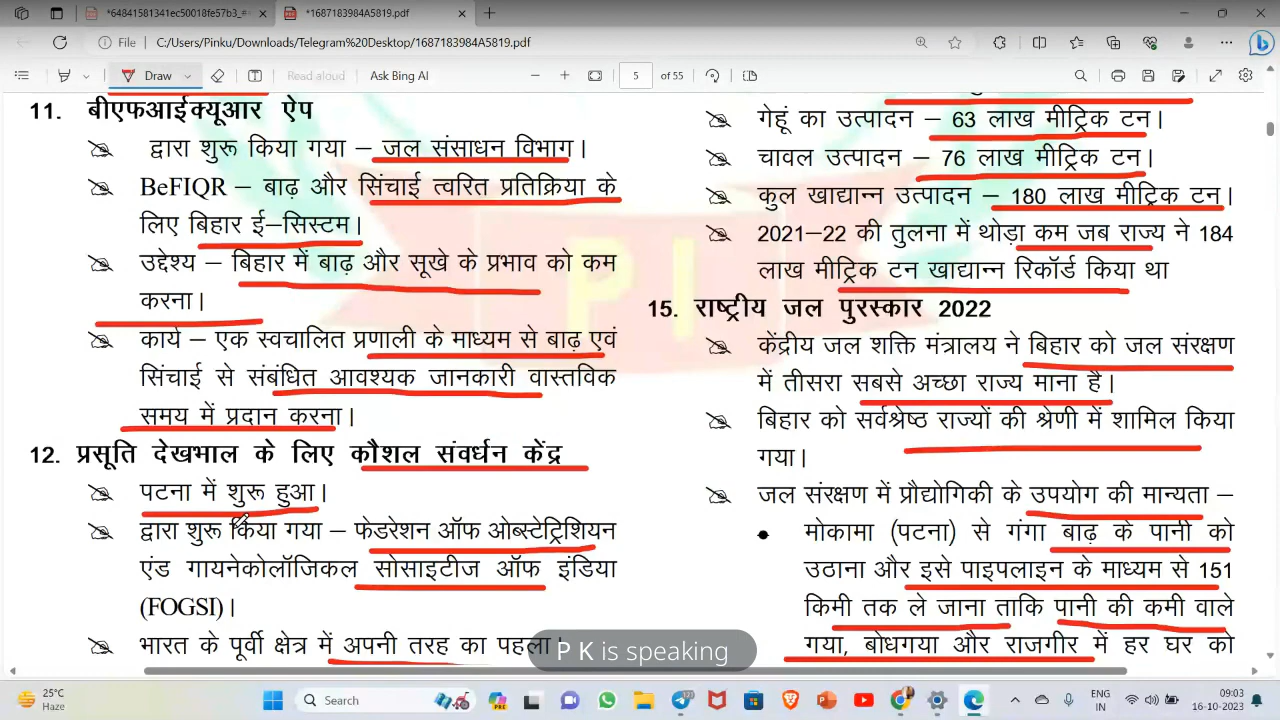 *64841581341ec50018fe57b3_#
*1687183984A5819.pdf
File
C:/Users/Pinku/Downloads/Telegram%20Desktop/1687183984A5819.pdf
Draw
Read aloud
Ask Bing AI
5 of 55
11. बीएफआईक्यूआर ऐप
द्वारा शुरू किया गया – जल संसाधन विभाग।
BeFIQR – बाढ़ और सिंचाई त्वरित प्रतिक्रिया के
लिए बिहार ई–सिस्टम।
उद्देश्य – बिहार में बाढ़ और सूखे के प्रभाव को कम
करना।
कार्य – एक स्वचालित प्रणाली के माध्यम से बाढ़ एवं
सिंचाई से संबंधित आवश्यक जानकारी वास्तविक
समय में प्रदान करना।
12. प्रसूति देखभाल के लिए कौशल संवर्धन केंद्र
पटना में शुरू हुआ।
द्वारा शुरू किया गया – फेडरेशन ऑफ ओब्स्टेट्रिशियन
एंड गायनेकोलॉजिकल सोसाइटीज ऑफ इंडिया
(FOGSI)।
भारत के पूर्वी क्षेत्र में अपनी तरह का पहला।
गेहूं का उत्पादन – 63 लाख मीट्रिक टन।
चावल उत्पादन – 76 लाख मीट्रिक टन।
कुल खाद्यान्न उत्पादन – 180 लाख मीट्रिक टन।
2021–22 की तुलना में थोड़ा कम जब राज्य ने 184
लाख मीट्रिक टन खाद्यान्न रिकॉर्ड किया था
15. राष्ट्रीय जल पुरस्कार 2022
केंद्रीय जल शक्ति मंत्रालय ने बिहार को जल संरक्षण
में तीसरा सबसे अच्छा राज्य माना है।
बिहार को सर्वश्रेष्ठ राज्यों की श्रेणी में शामिल किया
गया।
जल संरक्षण में प्रौद्योगिकी के उपयोग की मान्यता –
मोकामा (पटना) से गंगा बाढ़ के पानी को
उठाना और इसे पाइपलाइन के माध्यम से 151
किमी तक ले जाना ताकि पानी की कमी वाले
गया, बोधगया और राजगीर में हर घर को
PI
P K is speaking
25°C
Haze
Search
ENG
IN
09:03
16-10-2023